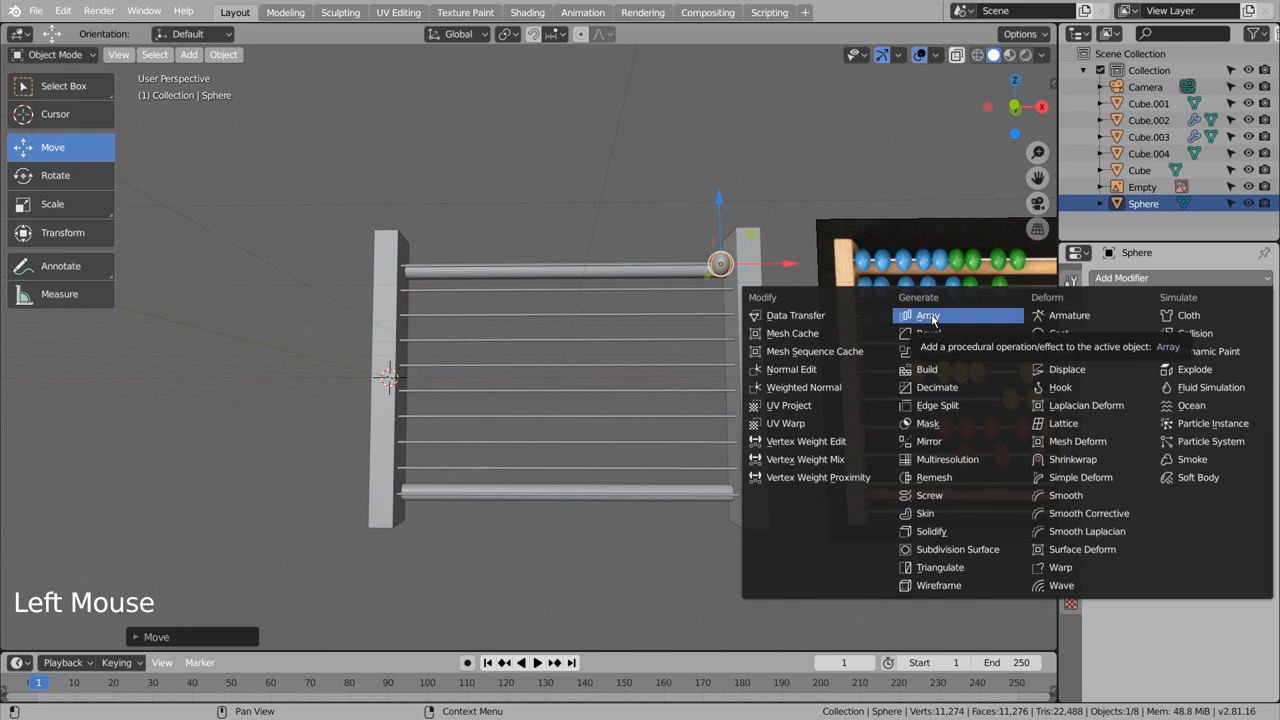 File Edit Render Window Help Layout Modeling Sculpting UV Editing Texture Paint Shading Animation Rendering Compositing Scripting + Scene View Layer
Orientation: Default Global Options
Object Mode View Select Add Object
User Perspective
(1) Collection | Sphere
Select Box
Cursor
Move
Rotate
Scale
Transform
Annotate
Measure
Z
X
Y
Scene Collection
Collection
Camera
Cube.001
Cube.002
Cube.003
Cube.004
Cube
Empty
Sphere
Sphere
Add Modifier
Modify Generate Deform Simulate
Data Transfer Array Armature Cloth
Mesh Cache Bevel Cast Collision
Mesh Sequence Cache Add a procedural operation/effect to the active object: Array Dynamic Paint
Normal Edit Build Displace Explode
Weighted Normal Decimate Hook Fluid Simulation
UV Project Edge Split Laplacian Deform Ocean
UV Warp Mask Lattice Particle Instance
Vertex Weight Edit Mirror Mesh Deform Particle System
Vertex Weight Mix Multiresolution Shrinkwrap Smoke
Vertex Weight Proximity Remesh Simple Deform Soft Body
Screw Smooth
Skin Smooth Corrective
Solidify Smooth Laplacian
Subdivision Surface Surface Deform
Triangulate Warp
Wireframe Wave
Left Mouse
Move
Playback Keying View Marker 1 Start 1 End 250
1 10 20 30 40 50 60 70 80 90 100 110 120 130 140 150 160 170 180 190 200 210 220 230 240 250
Pan View Context Menu Collection | Sphere | Verts:11,274 | Faces:11,276 | Tris:22,488 | Objects:1/8 | Mem: 48.8 MiB | v2.81.16